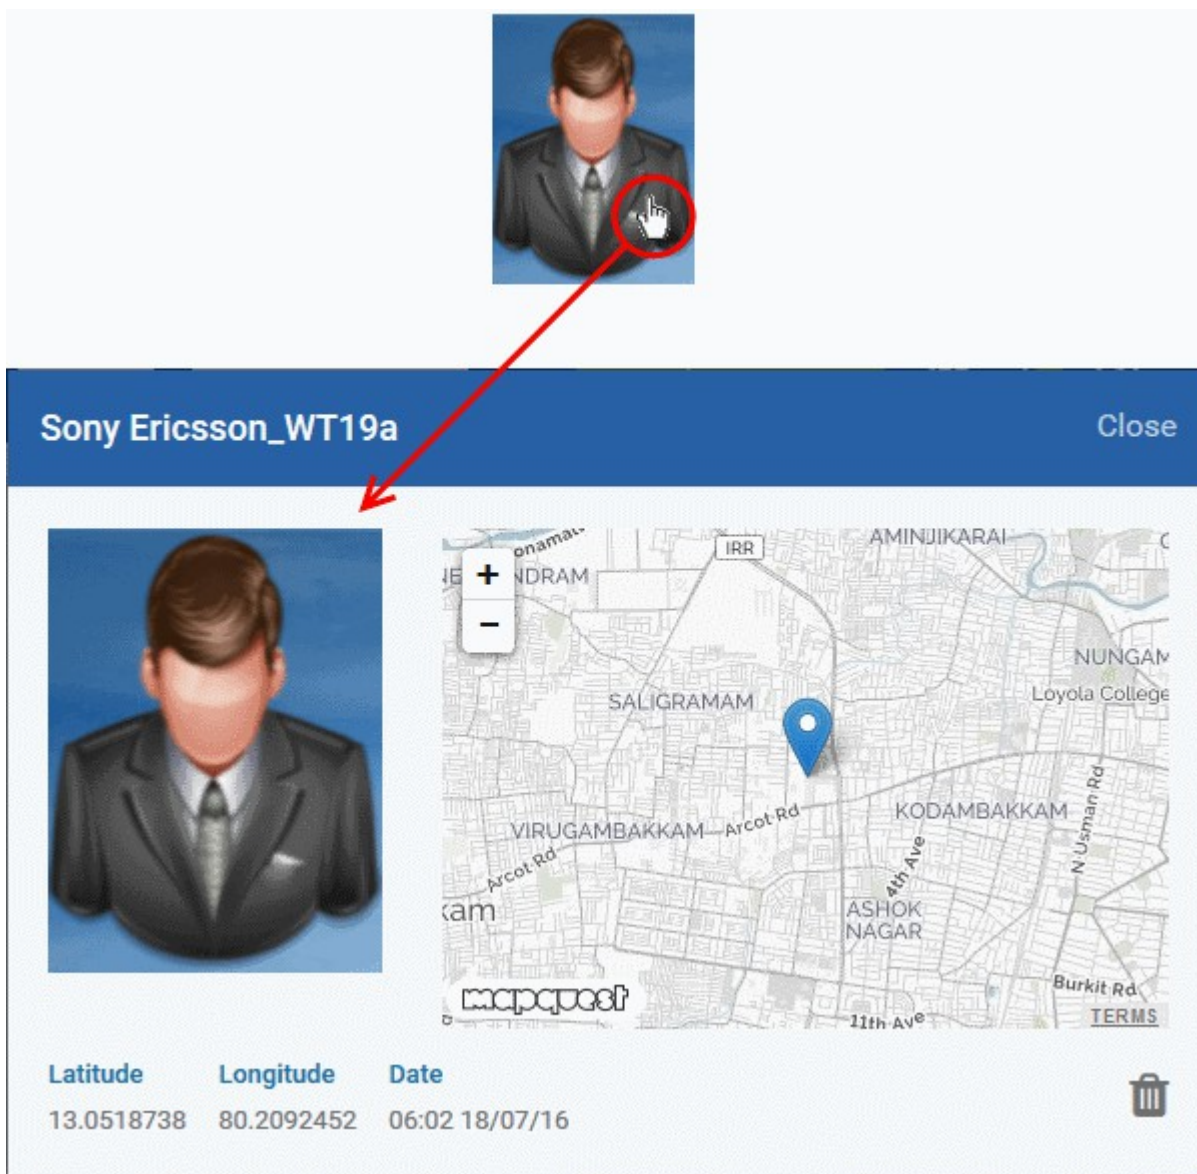 Sony Ericsson_WT19a
Close
IRR
AMINJIKARAI
+
NDRAM
−
NUNGAM
Loyola College
SALIGRAMAM
N Usman Rd
KODAMBAKKAM
Arcot Rd
VIRUGAMBAKKAM
4th Ave
Arcot Rd
kam
ASHOK
NAGAR
Burkit Rd
mapquest
11th Ave
TERMS
Latitude
Longitude
Date
13.0518738
80.2092452
06:02 18/07/16